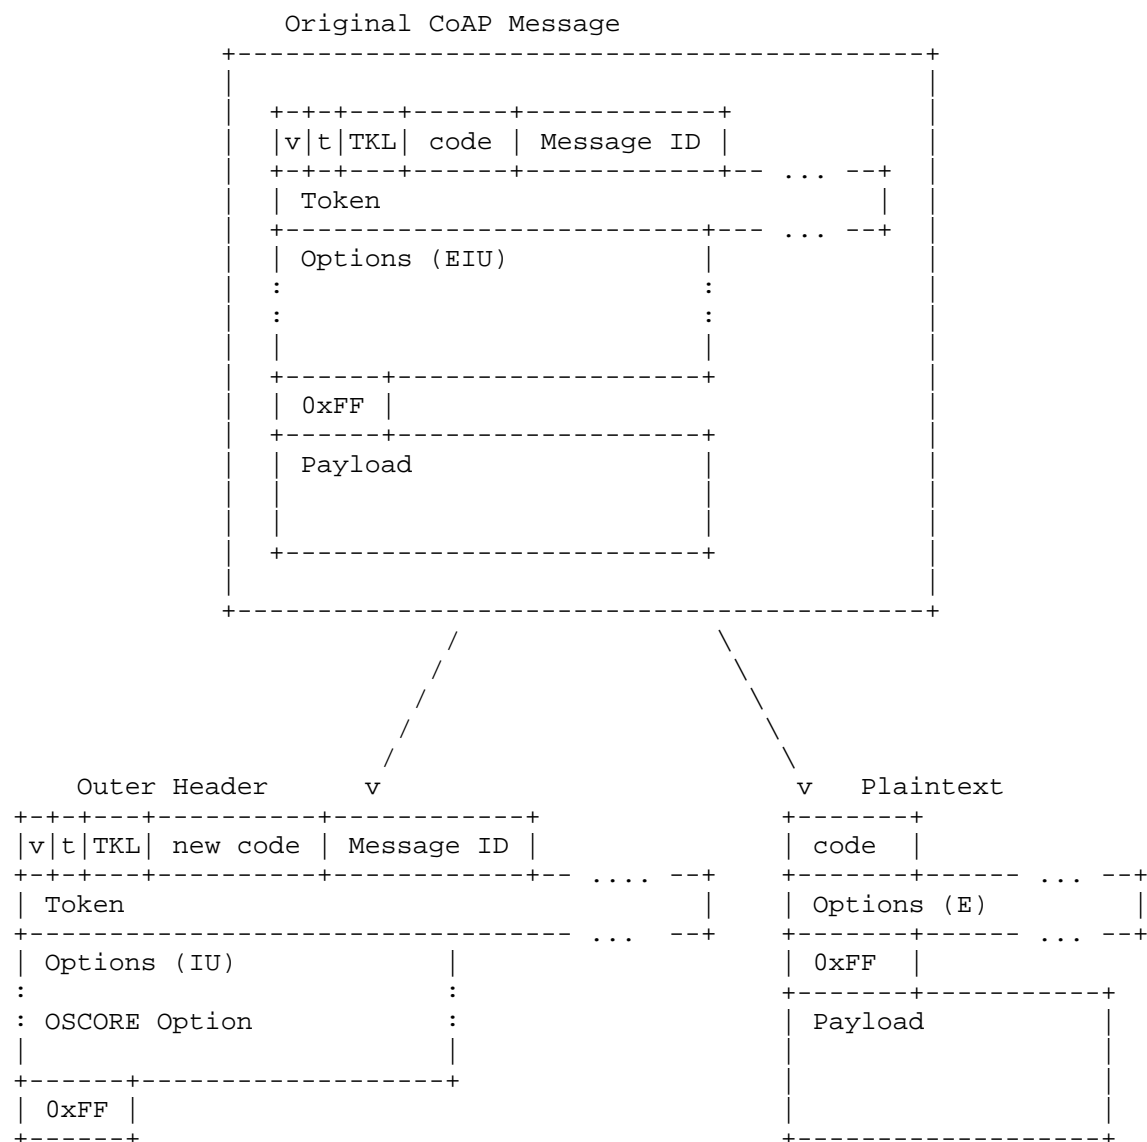 Original CoAP Message
v t TKL code Message ID
...
Token
...
Options (EIU)
0xFF
Payload
Outer Header v v Plaintext
v t TKL new code Message ID code
.... ...
Token Options (E)
... ...
Options (IU) 0xFF
OSCORE Option Payload
0xFF